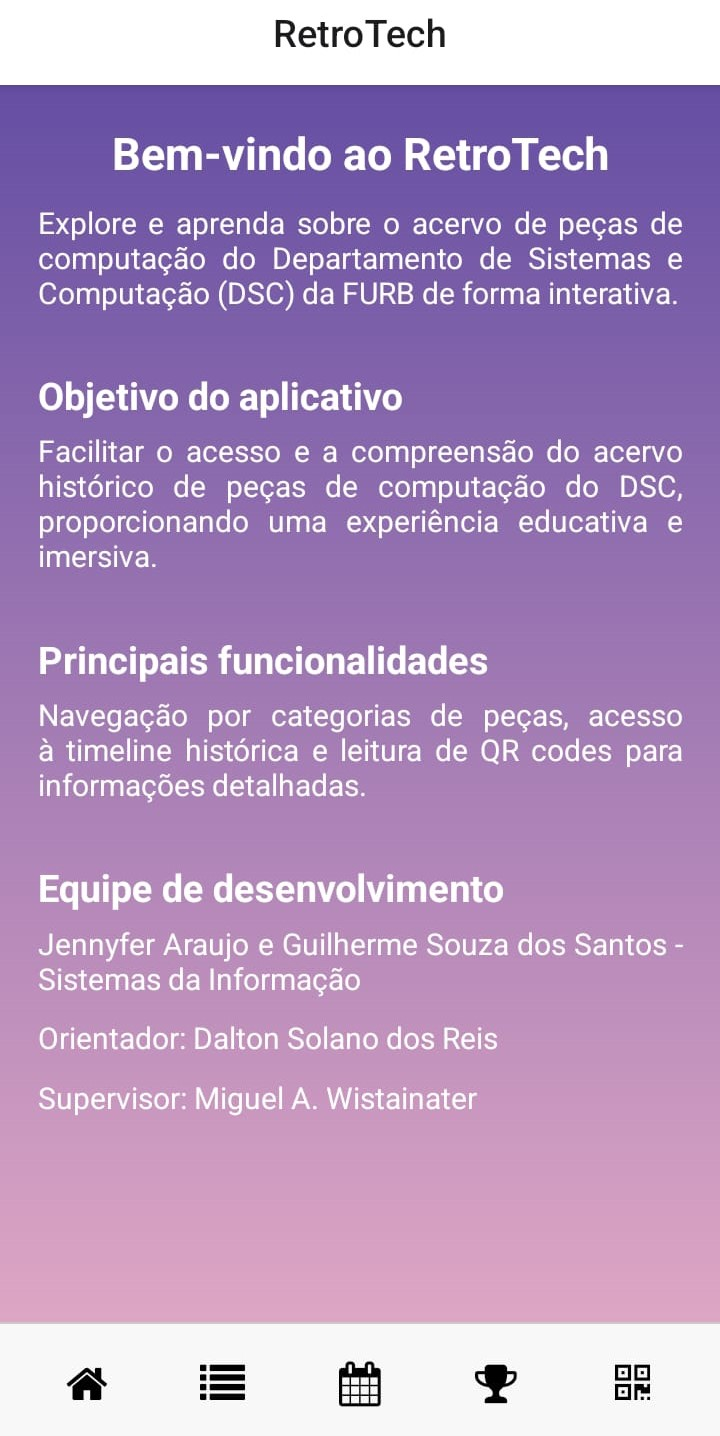 RetroTech
Bem-vindo ao RetroTech
Explore e aprenda sobre o acervo de peças de
computação do Departamento de Sistemas e
Computação (DSC) da FURB de forma interativa.
Objetivo do aplicativo
Facilitar o acesso e a compreensão do acervo
histórico de peças de computação do DSC,
proporcionando uma experiência educativa e
imersiva.
Principais funcionalidades
Navegação por categorias de peças, acesso
à timeline histórica e leitura de QR codes para
informações detalhadas.
Equipe de desenvolvimento
Jennyfer Araujo e Guilherme Souza dos Santos -
Sistemas da Informação
Orientador: Dalton Solano dos Reis
Supervisor: Miguel A. Wistainater